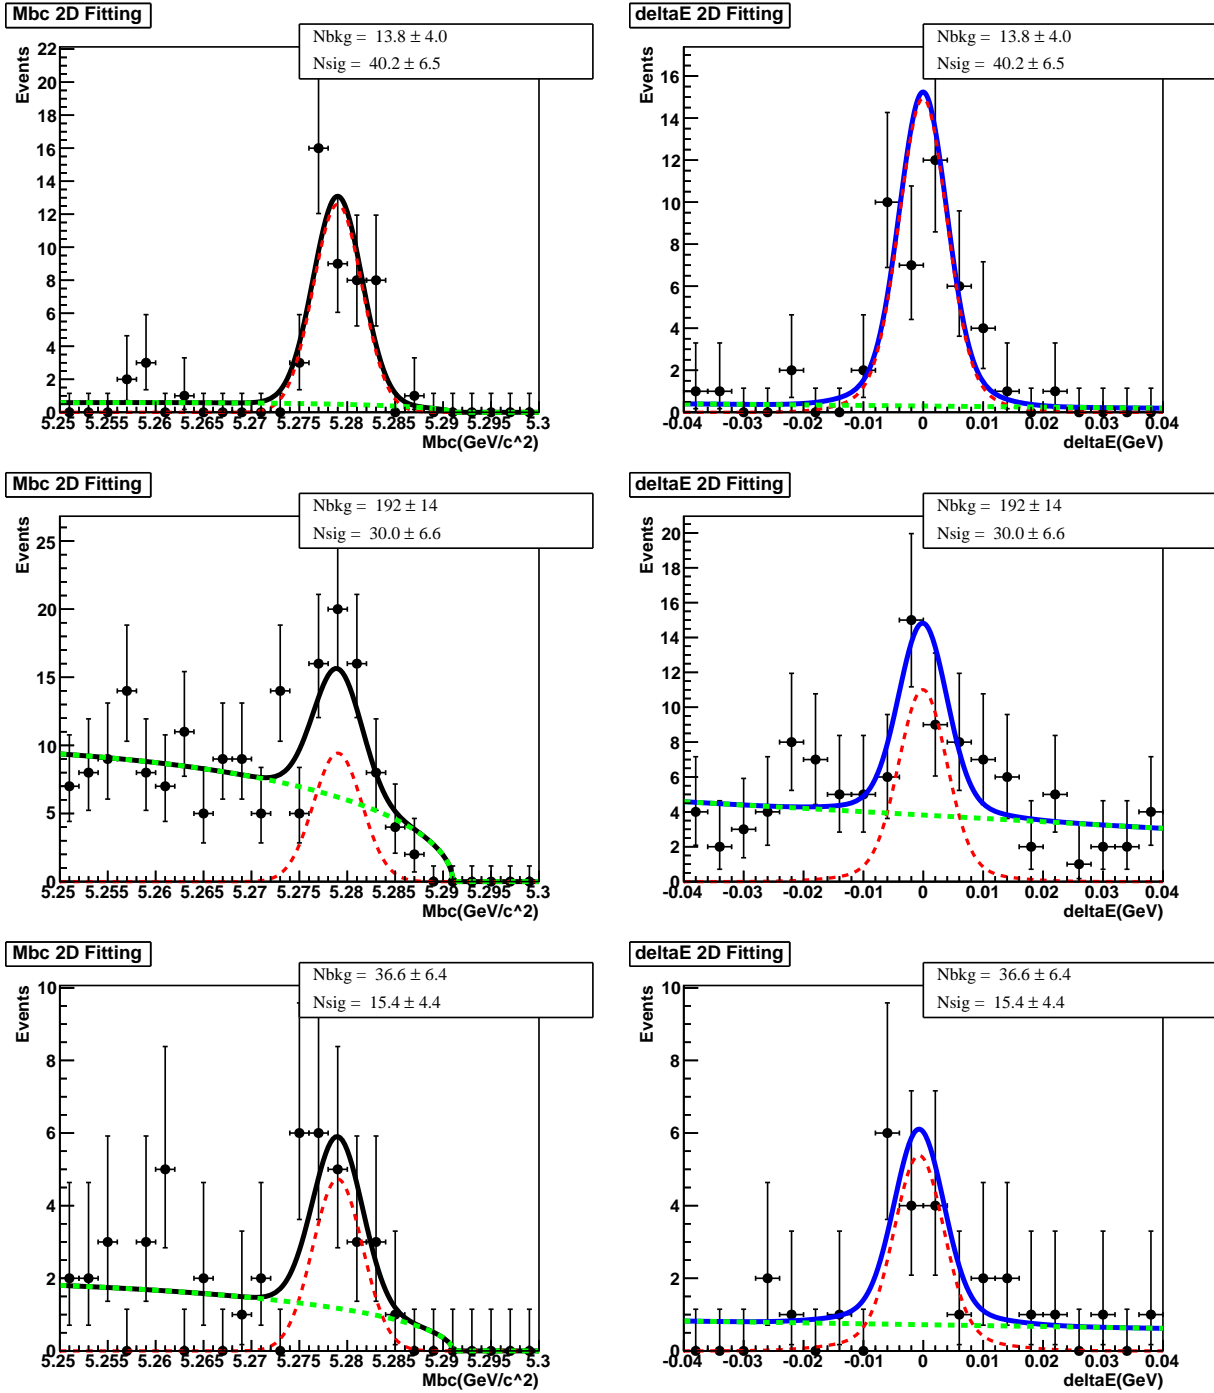 Mbc 2D Fitting
Nbkg = 13.8 ± 4.0
Nsig = 40.2 ± 6.5
Events
22
20
18
16
14
12
10
8
6
4
2
0
5.25 5.255 5.26 5.265 5.27 5.275 5.28 5.285 5.29 5.295 5.3
Mbc(GeV/c^2)
deltaE 2D Fitting
Nbkg = 13.8 ± 4.0
Nsig = 40.2 ± 6.5
Events
16
14
12
10
8
6
4
2
0
-0.04 -0.03 -0.02 -0.01 0 0.01 0.02 0.03 0.04
deltaE(GeV)
Mbc 2D Fitting
Nbkg = 192 ± 14
Nsig = 30.0 ± 6.6
Events
25
20
15
10
5
0
5.25 5.255 5.26 5.265 5.27 5.275 5.28 5.285 5.29 5.295 5.3
Mbc(GeV/c^2)
deltaE 2D Fitting
Nbkg = 192 ± 14
Nsig = 30.0 ± 6.6
Events
20
18
16
14
12
10
8
6
4
2
0
-0.04 -0.03 -0.02 -0.01 0 0.01 0.02 0.03 0.04
deltaE(GeV)
Mbc 2D Fitting
Nbkg = 36.6 ± 6.4
Nsig = 15.4 ± 4.4
Events
10
8
6
4
2
0
5.25 5.255 5.26 5.265 5.27 5.275 5.28 5.285 5.29 5.295 5.3
Mbc(GeV/c^2)
deltaE 2D Fitting
Nbkg = 36.6 ± 6.4
Nsig = 15.4 ± 4.4
Events
10
8
6
4
2
0
-0.04 -0.03 -0.02 -0.01 0 0.01 0.02 0.03 0.04
deltaE(GeV)